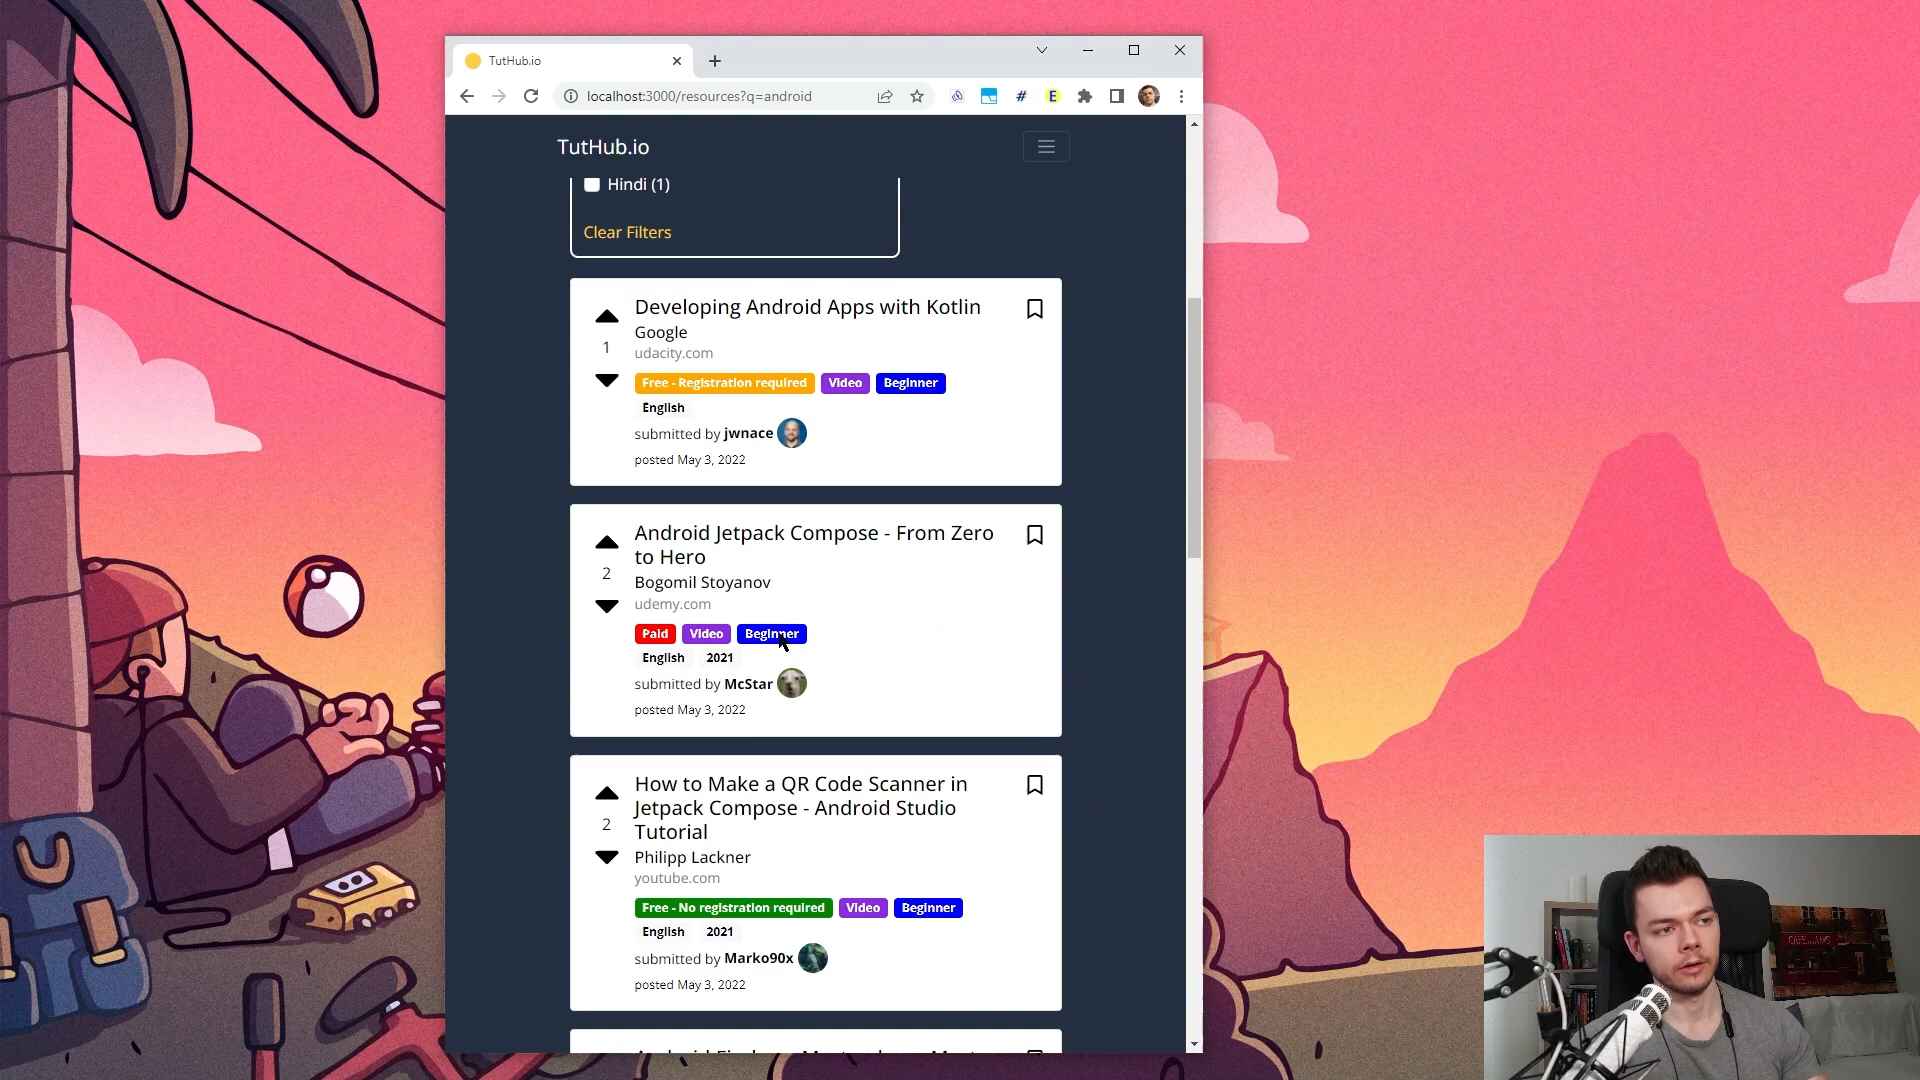 TutHub.io
localhost:3000/resources?q=android
#
E
TutHub.io
Hindi (1)
Clear Filters
Developing Android Apps with Kotlin
Google
1
udacity.com
Free - Registration required Video Beginner
English
submitted by jwnace
posted May 3, 2022
Android Jetpack Compose - From Zero
to Hero
2
Bogomil Stoyanov
udemy.com
Paid Video Beginner
English 2021
submitted by McStar
posted May 3, 2022
How to Make a QR Code Scanner in
Jetpack Compose - Android Studio
2
Tutorial
Philipp Lackner
youtube.com
Free - No registration required Video Beginner
English 2021
submitted by Marko90x
posted May 3, 2022